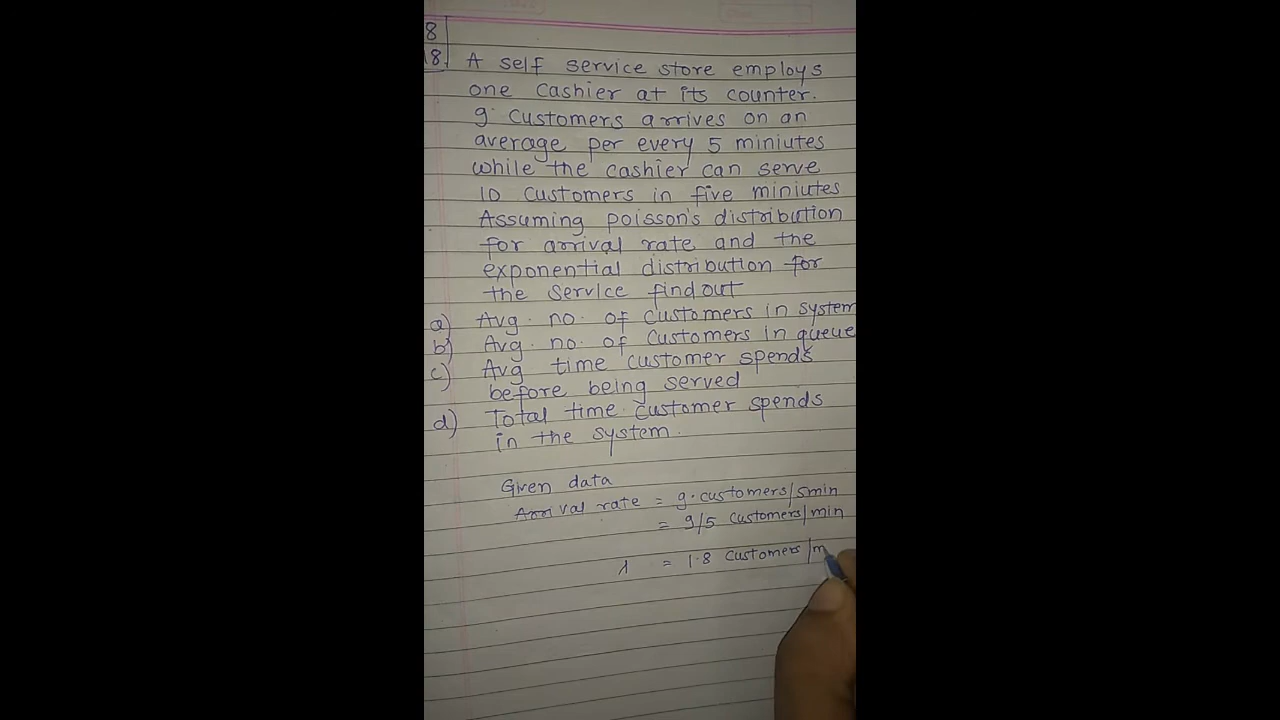 8
18. A self service store employs
one cashier at its counter.
9 customers arrives on an
average per every 5 miniutes
while the cashier can serve
10 customers in five miniutes
Assuming poisson's distribution
for arrival rate and the
exponential distribution for
the service findout
a) Avg. no. of customers in system
b) Avg. no. of customers in queue
c) Avg time customer spends
before being served
d) Total time customer spends
in the system.
Given data
Arrival rate = 9 customers/5min
= 9/5 customers/min
λ = 1.8 customers/m